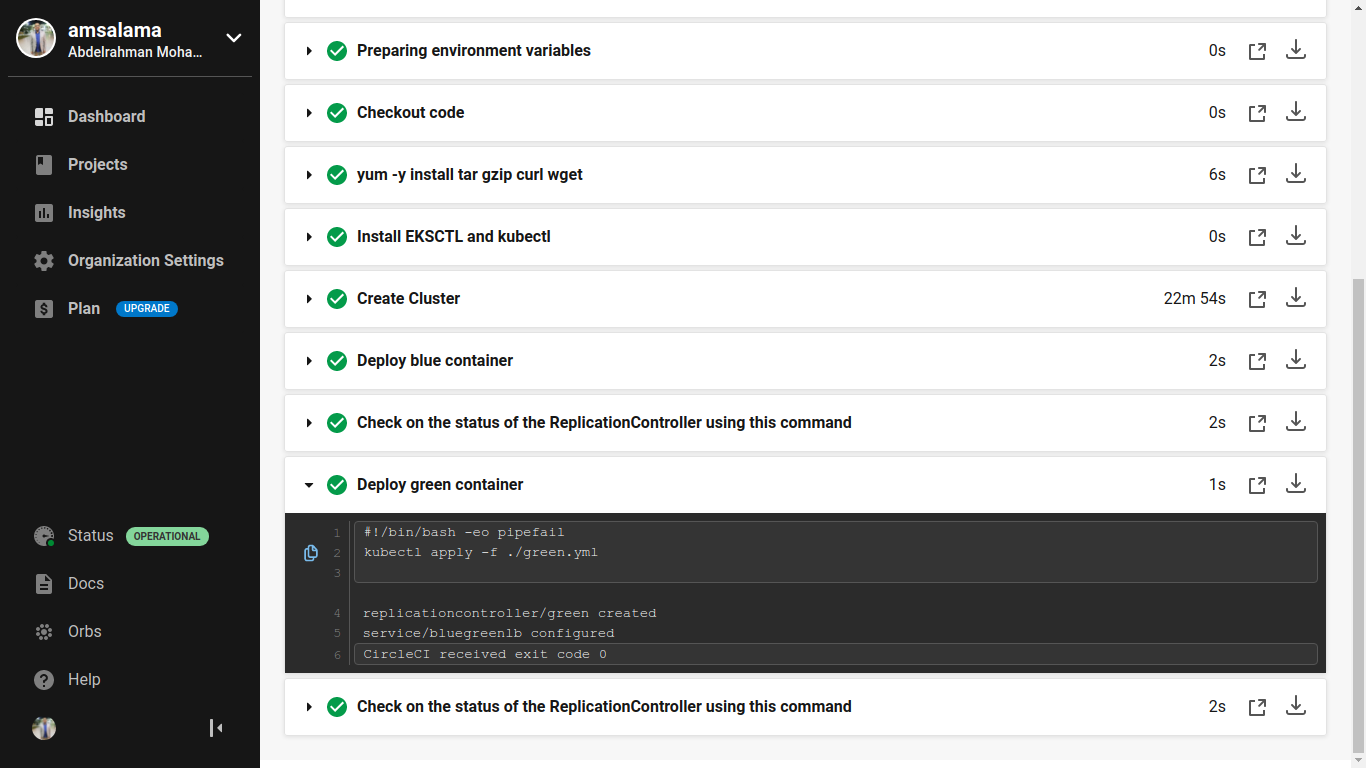 amsalama
Abdelrahman Moha...
Dashboard
Projects
Insights
Organization Settings
Plan UPGRADE
Status OPERATIONAL
Docs
Orbs
Help
Preparing environment variables 0s
Checkout code 0s
yum -y install tar gzip curl wget 6s
Install EKSCTL and kubectl 0s
Create Cluster 22m 54s
Deploy blue container 2s
Check on the status of the ReplicationController using this command 2s
Deploy green container 1s
1 #!/bin/bash -eo pipefail
2 kubectl apply -f ./green.yml
3
4 replicationcontroller/green created
5 service/bluegreenlb configured
6 CircleCI received exit code 0
Check on the status of the ReplicationController using this command 2s